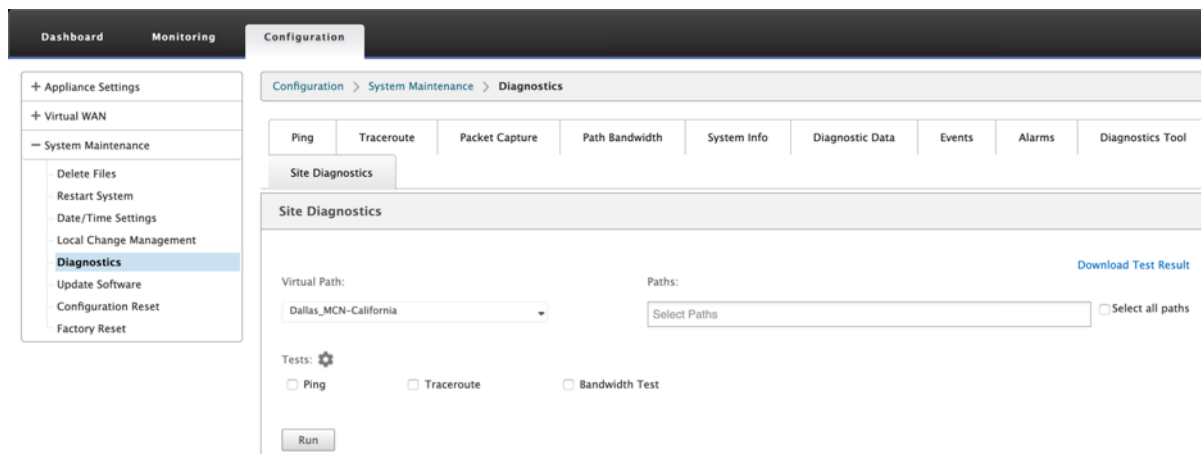 Dashboard Monitoring Configuration
+ Appliance Settings
+ Virtual WAN
− System Maintenance
Delete Files
Restart System
Date/Time Settings
Local Change Management
Diagnostics
Update Software
Configuration Reset
Factory Reset
Configuration > System Maintenance > Diagnostics
Ping Traceroute Packet Capture Path Bandwidth System Info Diagnostic Data Events Alarms Diagnostics Tool
Site Diagnostics
Site Diagnostics
Download Test Result
Virtual Path: Paths:
Dallas_MCN-California Select Paths Select all paths
Tests:
Ping Traceroute Bandwidth Test
Run